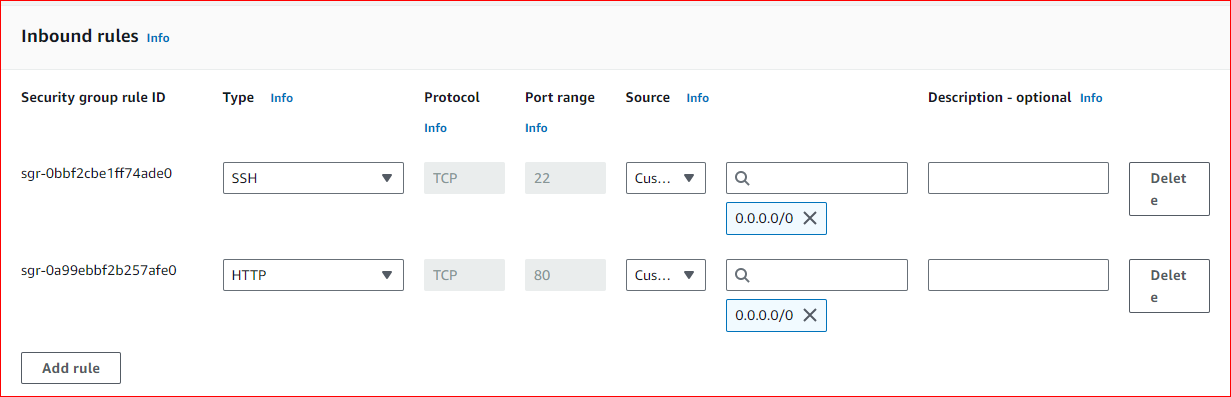 Inbound rules Info
Security group rule ID Type Info Protocol Info Port range Info Source Info Description - optional Info
sgr-0bbf2cbe1ff74ade0 SSH TCP 22 Cus... Delet
e
0.0.0.0/0
sgr-0a99ebbf2b257afe0 HTTP TCP 80 Cus... Delet
e
0.0.0.0/0
Add rule